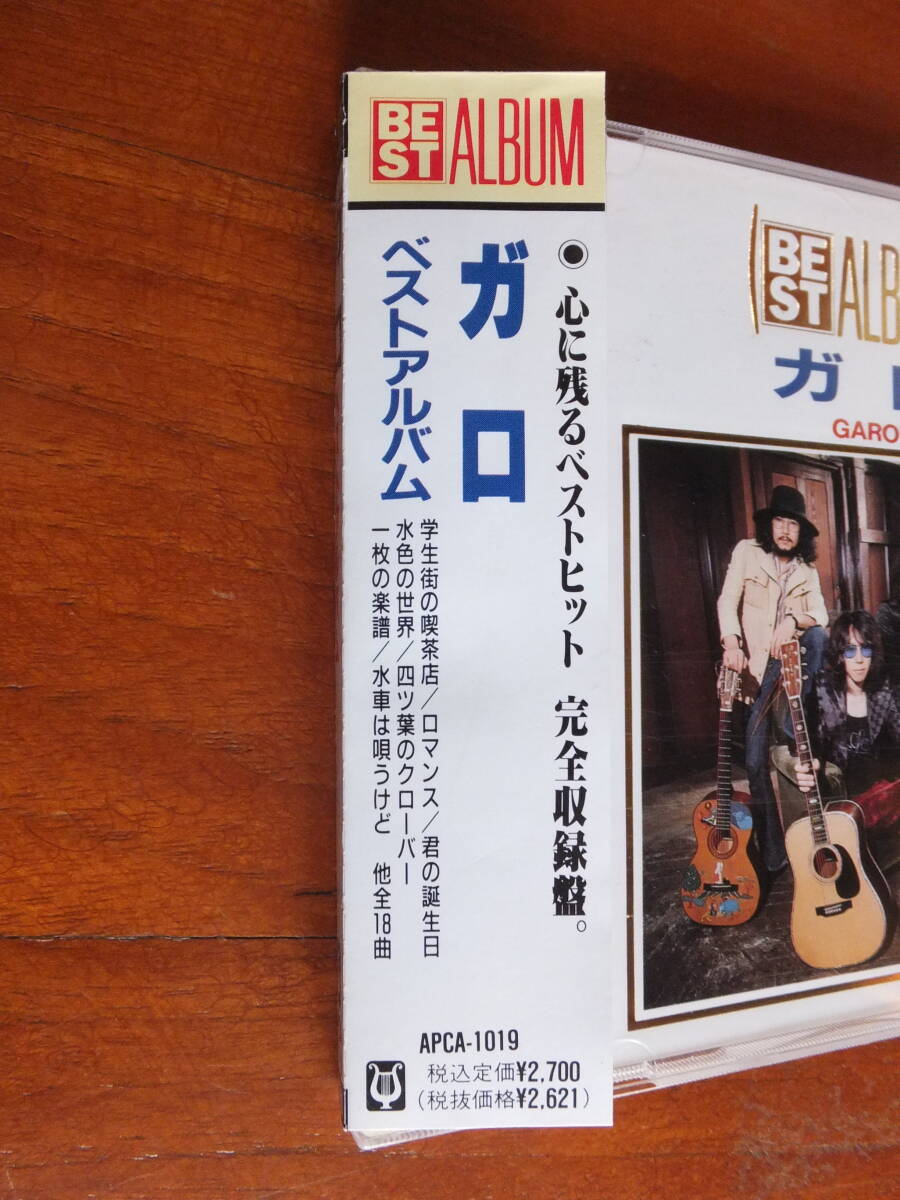 BEST ALBUM
● 心に残るベストヒット 完全収録盤。
ガロ
ベストアルバム
学生街の喫茶店/ロマンス/君の誕生日
水色の世界/四ツ葉のクローバー
一枚の楽譜/水車は唄うけど 他全18曲
APCA-1019
税込定価¥2,700
(税抜価格¥2,621)
BEST ALB
ガ
GARO